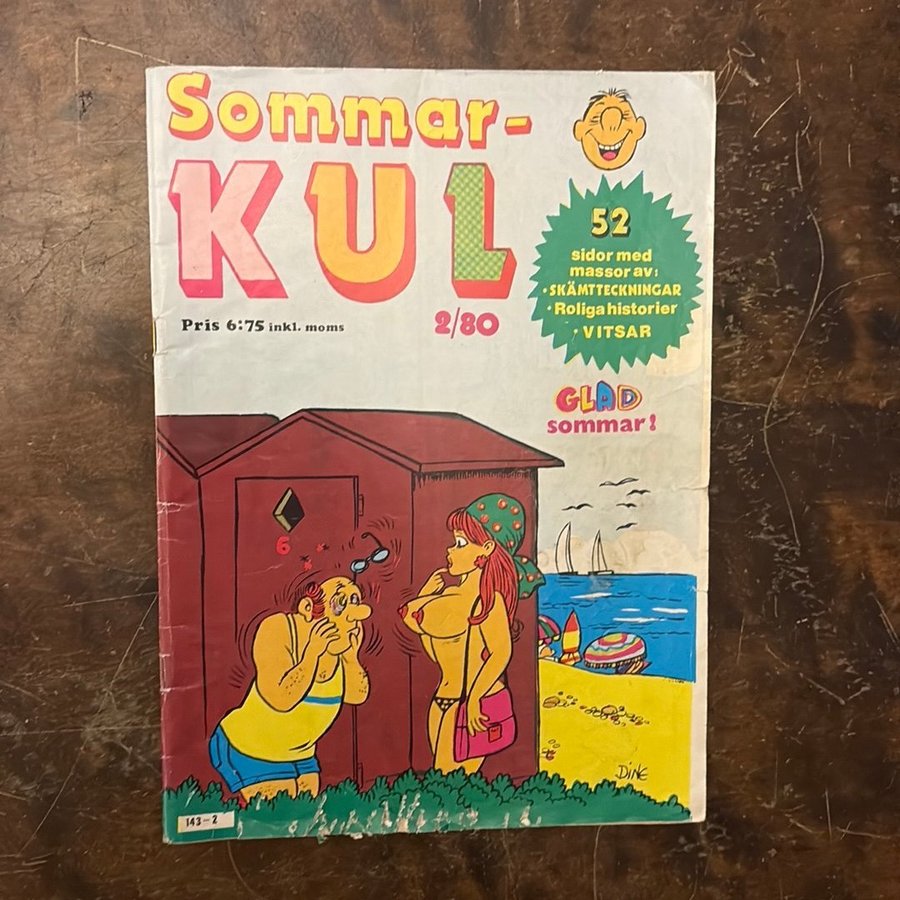 Sommar-
KUL
Pris 6:75 inkl. moms
2/80
52
sidor med
massor av:
• SKÄMTTECKNINGAR
• Roliga historier
• VITSAR
GLAD
sommar!
6
DiNE
143-2